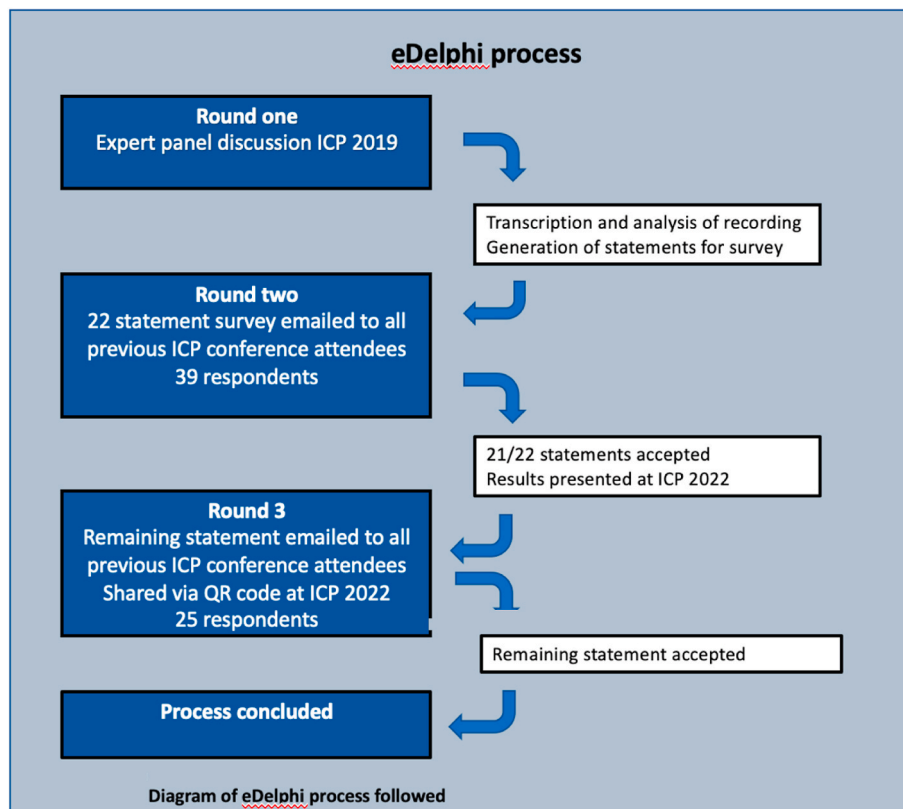 eDelphi process
Round one
Expert panel discussion ICP 2019
Transcription and analysis of recording
Generation of statements for survey
Round two
22 statement survey emailed to all
previous ICP conference attendees
39 respondents
21/22 statements accepted
Results presented at ICP 2022
Round 3
Remaining statement emailed to all
previous ICP conference attendees
Shared via QR code at ICP 2022
25 respondents
Remaining statement accepted
Process concluded
Diagram of eDelphi process followed